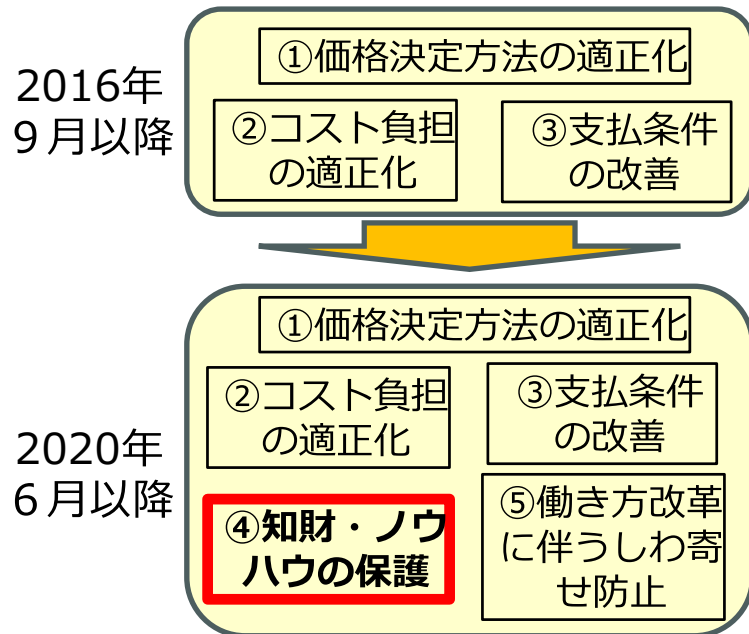 2016年
９月以降
①価格決定方法の適正化
②コスト負担
の適正化
③支払条件
の改善
2020年
６月以降
①価格決定方法の適正化
②コスト負担
の適正化
③支払条件
の改善
④知財・ノウ
ハウの保護
⑤働き方改革
に伴うしわ寄
せ防止